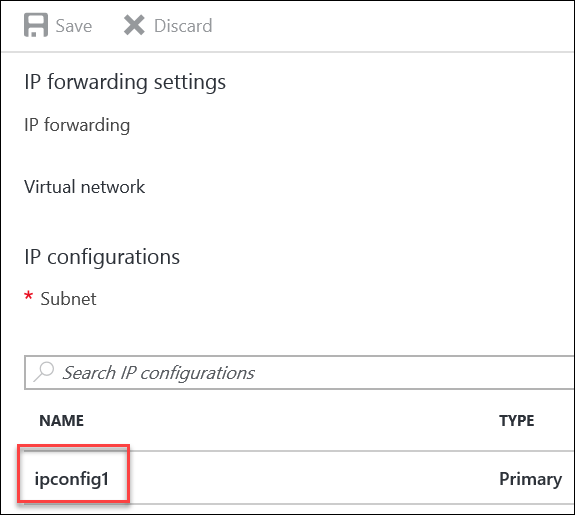 Save Discard
IP forwarding settings
IP forwarding
Virtual network
IP configurations
* Subnet
Search IP configurations
NAME TYPE
ipconfig1 Primary